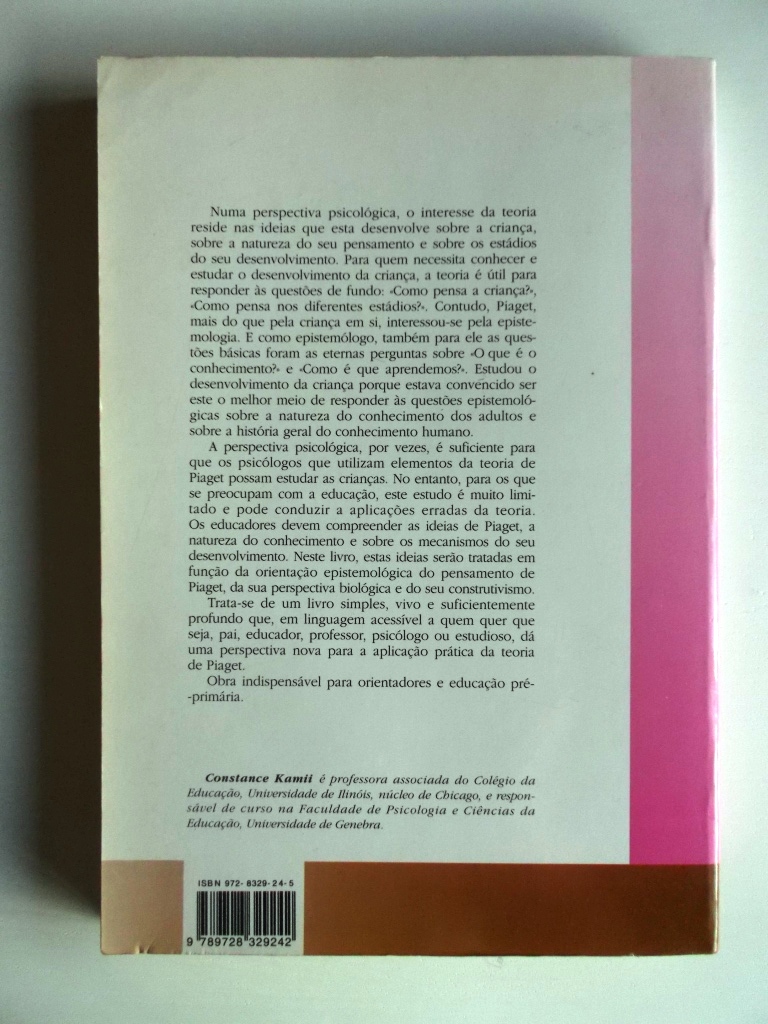 Numa perspectiva psicológica, o interesse da teoria
reside nas ideias que esta desenvolve sobre a criança,
sobre a natureza do seu pensamento e sobre os estádios
do seu desenvolvimento. Para quem necessita conhecer e
estudar o desenvolvimento da criança, a teoria é útil para
responder às questões de fundo: «Como pensa a criança?»,
«Como pensa nos diferentes estádios?». Contudo, Piaget,
mais do que pela criança em si, interessou-se pela episte-
mologia. E como epistemólogo, também para ele as ques-
tões básicas foram as eternas perguntas sobre «O que é o
conhecimento?» e «Como é que aprendemos?». Estudou o
desenvolvimento da criança porque estava convencido ser
este o melhor meio de responder às questões epistemoló-
gicas sobre a natureza do conhecimento dos adultos e
sobre a história geral do conhecimento humano.
A perspectiva psicológica, por vezes, é suficiente para
que os psicólogos que utilizam elementos da teoria de
Piaget possam estudar as crianças. No entanto, para os que
se preocupam com a educação, este estudo é muito limi-
tado e pode conduzir a aplicações erradas da teoria.
Os educadores devem compreender as ideias de Piaget, a
natureza do conhecimento e sobre os mecanismos do seu
desenvolvimento. Neste livro, estas ideias serão tratadas em
função da orientação epistemológica do pensamento de
Piaget, da sua perspectiva biológica e do seu construtivismo.
Trata-se de um livro simples, vivo e suficientemente
profundo que, em linguagem acessível a quem quer que
seja, pai, educador, professor, psicólogo ou estudioso, dá
uma perspectiva nova para a aplicação prática da teoria
de Piaget.
Obra indispensável para orientadores e educação pré-
-primária.
Constance Kamii é professora associada do Colégio da
Educação, Universidade de Ilinóis, núcleo de Chicago, e respon-
sável de curso na Faculdade de Psicologia e Ciências da
Educação, Universidade de Genebra.
ISBN 972-8329-24-5
9 789728 329242